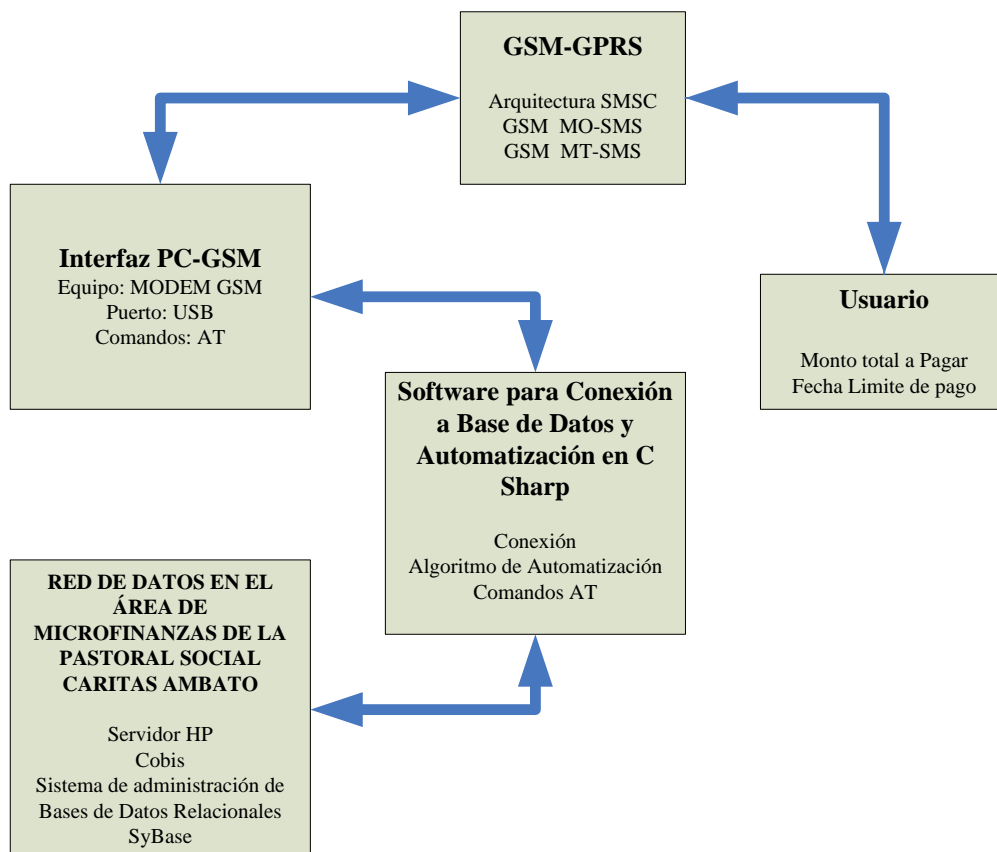 GSM-GPRS
Arquitectura SMSC
GSM MO-SMS
GSM MT-SMS
Interfaz PC-GSM
Equipo: MODEM GSM
Puerto: USB
Comandos: AT
Usuario
Monto total a Pagar
Fecha Limite de pago
Software para Conexión
a Base de Datos y
Automatización en C
Sharp
Conexión
Algoritmo de Automatización
Comandos AT
RED DE DATOS EN EL
ÁREA DE
MICROFINANZAS DE LA
PASTORAL SOCIAL
CARITAS AMBATO
Servidor HP
Cobis
Sistema de administración de
Bases de Datos Relacionales
SyBase